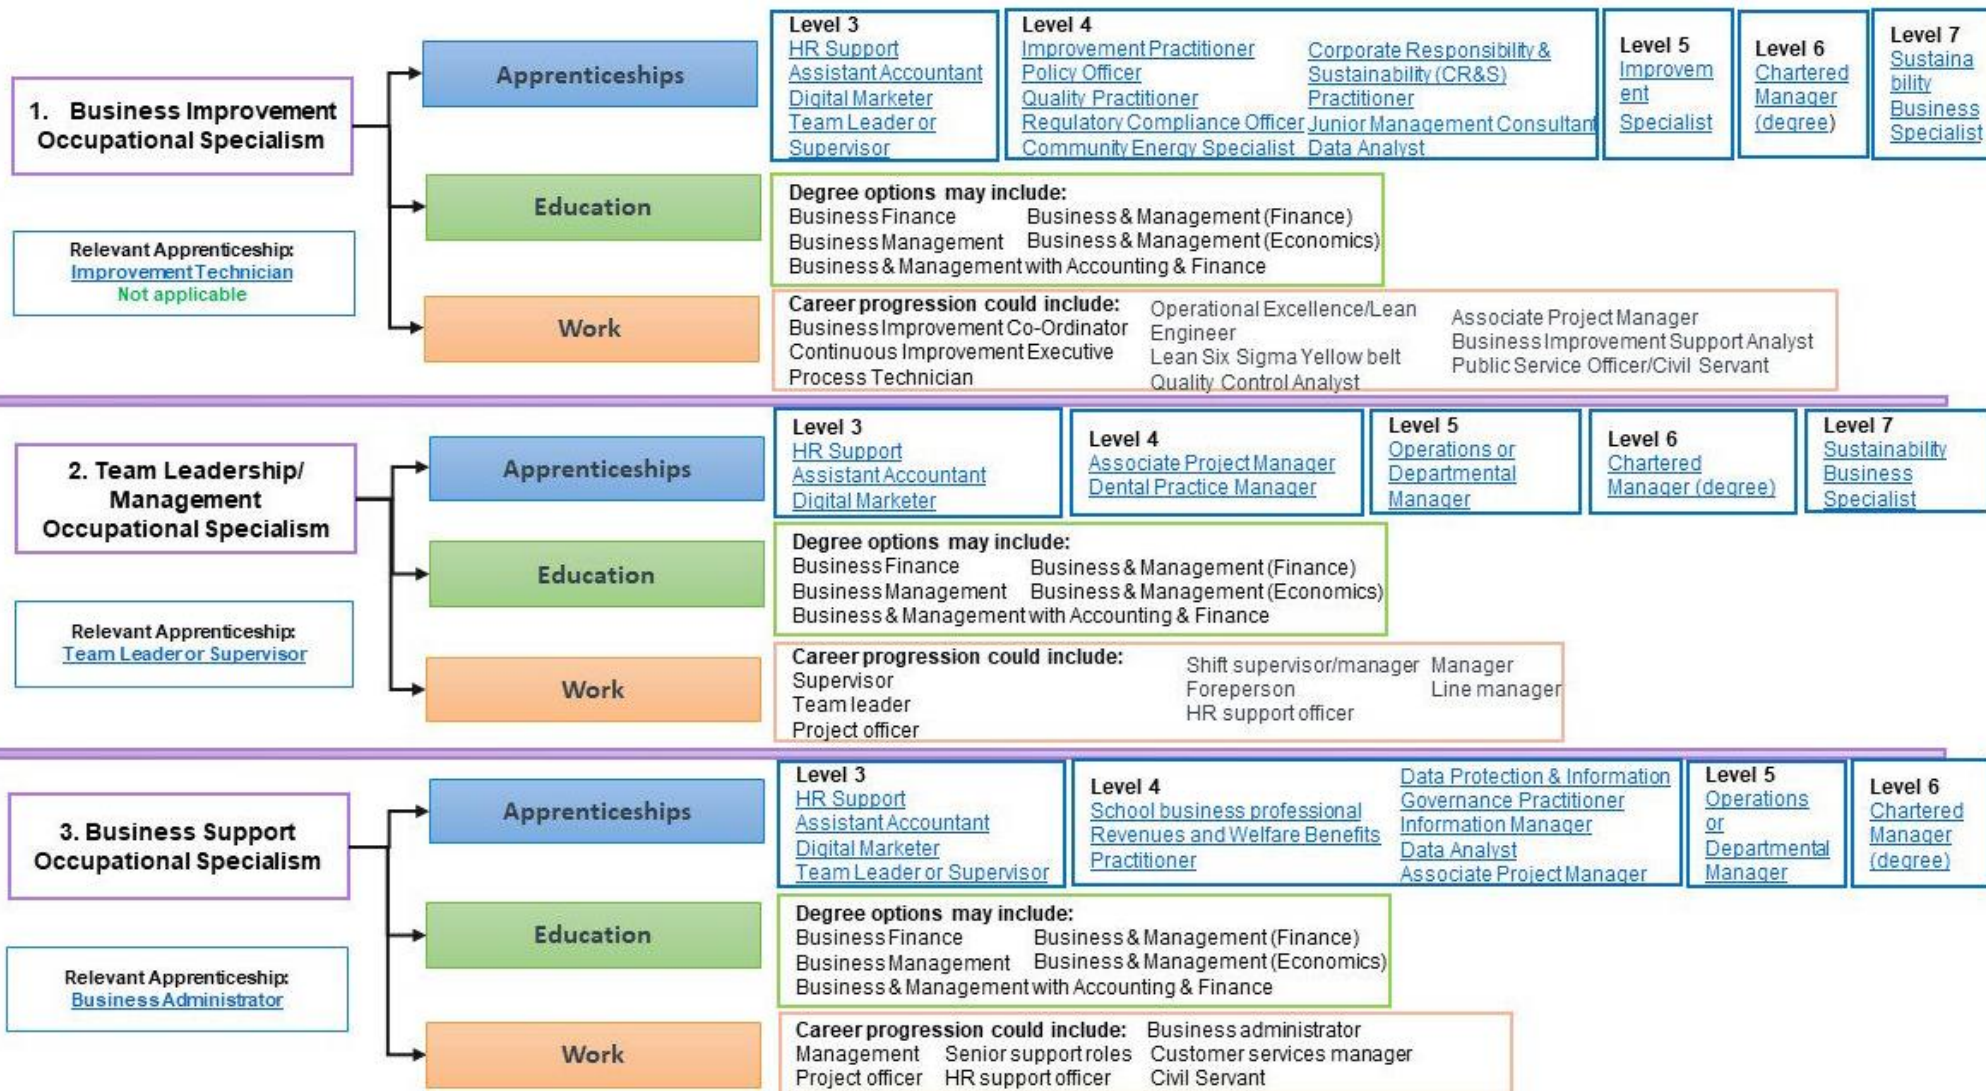 1. Business Improvement
Occupational Specialism
Relevant Apprenticeship:
Improvement Technician
Not applicable
Apprenticeships
Level 3
HR Support
Assistant Accountant
Digital Marketer
Team Leader or
Supervisor
Level 4
Improvement Practitioner
Policy Officer
Quality Practitioner
Regulatory Compliance Officer
Community Energy Specialist
Corporate Responsibility &
Sustainability (CR&S)
Practitioner
Junior Management Consultant
Data Analyst
Level 5
Improvem
ent
Specialist
Level 6
Chartered
Manager
(degree)
Level 7
Sustaina
bility
Business
Specialist
Education
Degree options may include:
Business Finance Business & Management (Finance)
Business Management Business & Management (Economics)
Business & Management with Accounting & Finance
Work
Career progression could include:
Business Improvement Co-Ordinator
Continuous Improvement Executive
Process Technician
Operational Excellence/Lean
Engineer
Lean Six Sigma Yellow belt
Quality Control Analyst
Associate Project Manager
Business Improvement Support Analyst
Public Service Officer/Civil Servant
2. Team Leadership/
Management
Occupational Specialism
Relevant Apprenticeship:
Team Leader or Supervisor
Apprenticeships
Level 3
HR Support
Assistant Accountant
Digital Marketer
Level 4
Associate Project Manager
Dental Practice Manager
Level 5
Operations or
Departmental
Manager
Level 6
Chartered
Manager (degree)
Level 7
Sustainability
Business
Specialist
Education
Degree options may include:
Business Finance Business & Management (Finance)
Business Management Business & Management (Economics)
Business & Management with Accounting & Finance
Work
Career progression could include:
Supervisor
Team leader
Project officer
Shift supervisor/manager
Foreperson
HR support officer
Manager
Line manager
3. Business Support
Occupational Specialism
Relevant Apprenticeship:
Business Administrator
Apprenticeships
Level 3
HR Support
Assistant Accountant
Digital Marketer
Team Leader or Supervisor
Level 4
School business professional
Revenues and Welfare Benefits
Practitioner
Data Protection & Information
Governance Practitioner
Information Manager
Data Analyst
Associate Project Manager
Level 5
Operations
or
Departmental
Manager
Level 6
Chartered
Manager
(degree)
Education
Degree options may include:
Business Finance Business & Management (Finance)
Business Management Business & Management (Economics)
Business & Management with Accounting & Finance
Work
Career progression could include: Business administrator
Management Senior support roles Customer services manager
Project officer HR support officer Civil Servant